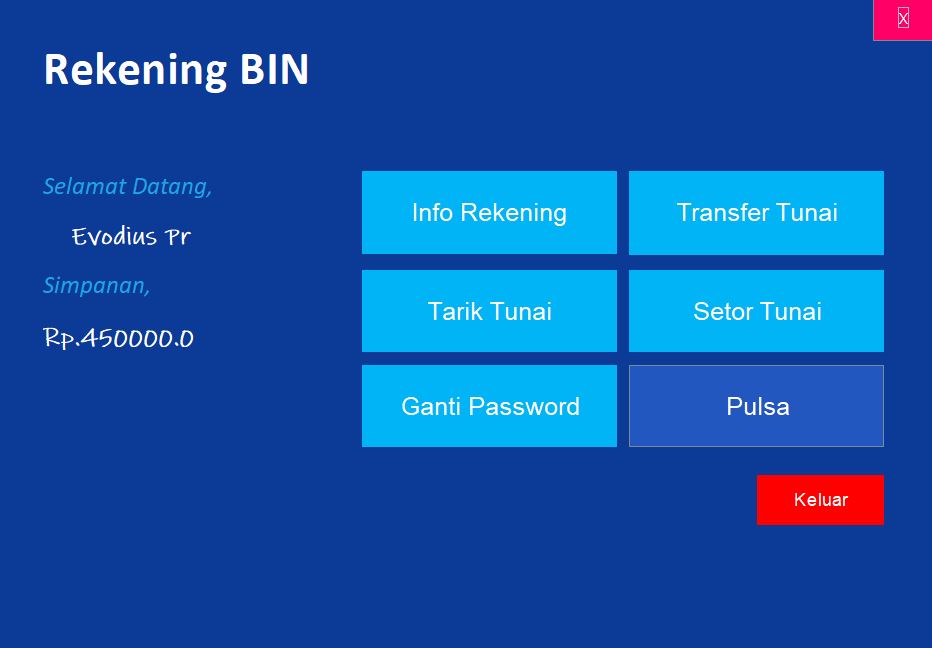 X
Rekening BIN
Selamat Datang,
Evodius Pr
Simpanan,
Rp.450000.0
Info Rekening
Transfer Tunai
Tarik Tunai
Setor Tunai
Ganti Password
Pulsa
Keluar